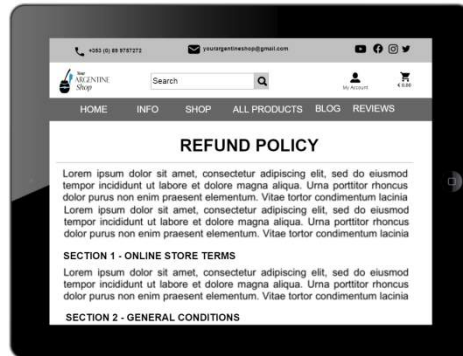 +353 (0) 89 9757272
yourargentineshop@gmail.com
Your
ARGENTINE
Shop
Search
My Account
€ 0.00
HOME INFO SHOP ALL PRODUCTS BLOG REVIEWS
REFUND POLICY
Lorem ipsum dolor sit amet, consectetur adipiscing elit, sed do eiusmod
tempor incididunt ut labore et dolore magna aliqua. Urna porttitor rhoncus
dolor purus non enim praesent elementum. Vitae tortor condimentum lacinia
Lorem ipsum dolor sit amet, consectetur adipiscing elit, sed do eiusmod
tempor incididunt ut labore et dolore magna aliqua. Urna porttitor rhoncus
dolor purus non enim praesent elementum. Vitae tortor condimentum lacinia
SECTION 1 - ONLINE STORE TERMS
Lorem ipsum dolor sit amet, consectetur adipiscing elit, sed do eiusmod
tempor incididunt ut labore et dolore magna aliqua. Urna porttitor rhoncus
dolor purus non enim praesent elementum. Vitae tortor condimentum lacinia
SECTION 2 - GENERAL CONDITIONS